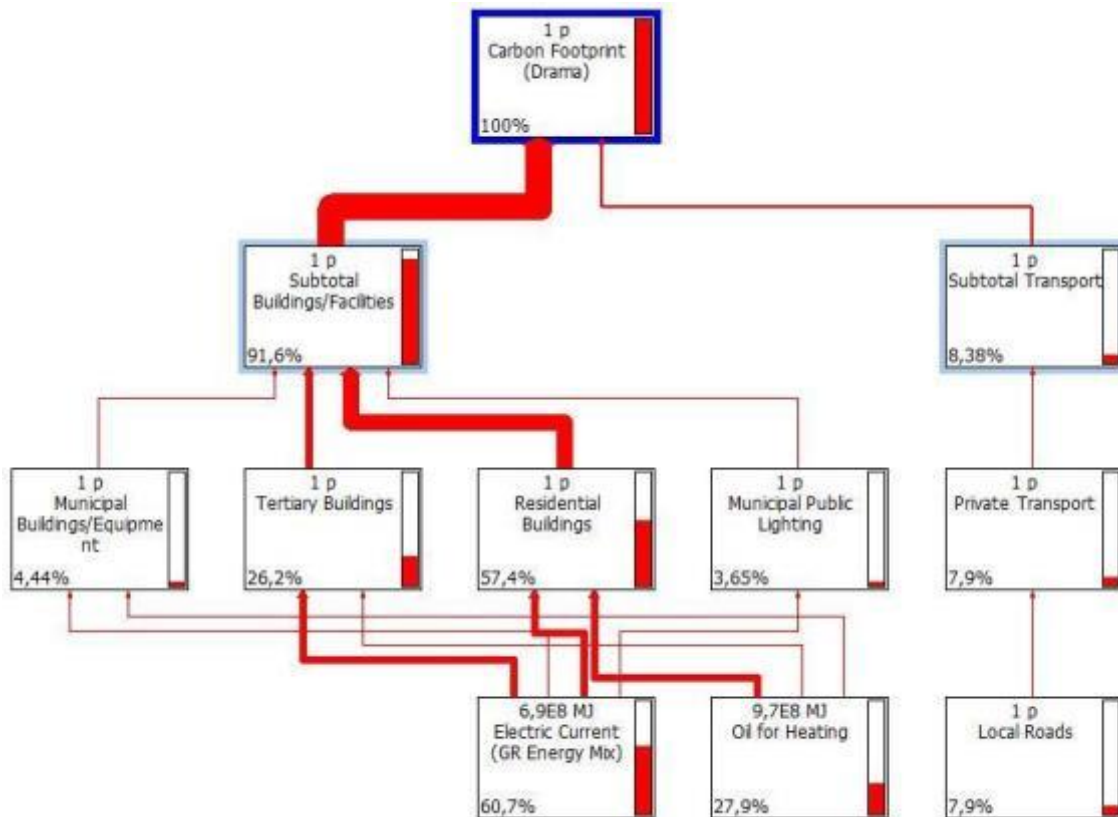 1 p
Carbon Footprint
(Drama)
100%
1 p
Subtotal
Buildings/Facilities
91,6%
1 p
Subtotal Transport
8,38%
1 p
Municipal
Buildings/Equipme
nt
4,44%
1 p
Tertiary Buildings
26,2%
1 p
Residential
Buildings
57,4%
1 p
Municipal Public
Lighting
3,65%
1 p
Private Transport
7,9%
6,9E8 MJ
Electric Current
(GR Energy Mix)
60,7%
9,7E8 MJ
Oil for Heating
27,9%
1 p
Local Roads
7,9%